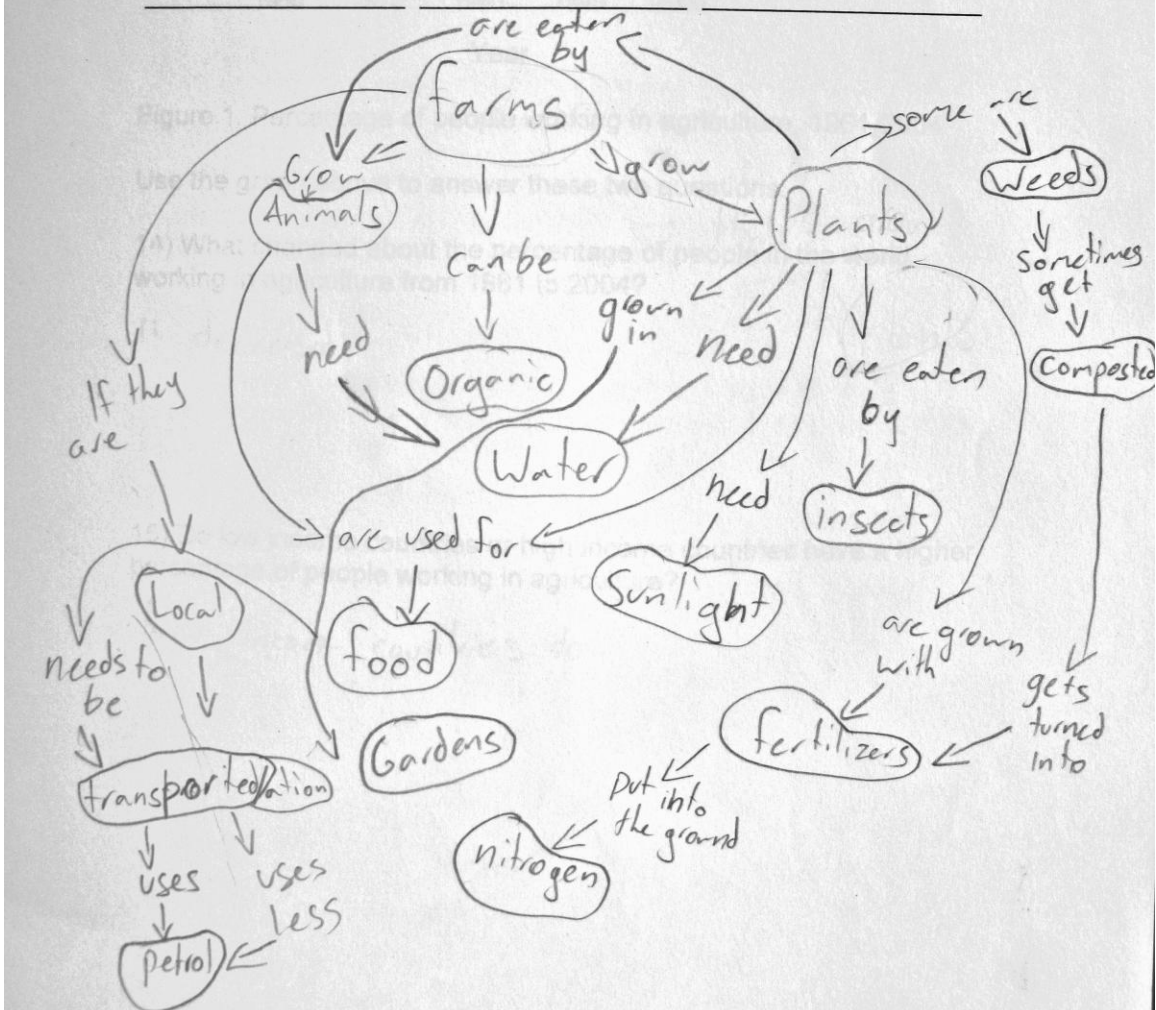 are eaten
by
farms
some are
Weeds
Grow
Animals
grow
Plants
can be
sometimes
get
grown
in
need
need
Organic
are eaten
by
Composted
If they
are
Water
need
insects
are used for
Sunlight
Local
food
are grown
with
needs to
be
gets
turned
into
Gardens
fertilizers
transported/ation
put
into
the ground
nitrogen
uses
uses
less
petrol
Figure 1. Percentage of people working in agriculture,
Use the graph above to answer these two questions.
14) What changed about the percentage of people in the world
working in agriculture from 1961 to 2004?
countries have a higher
of people working in